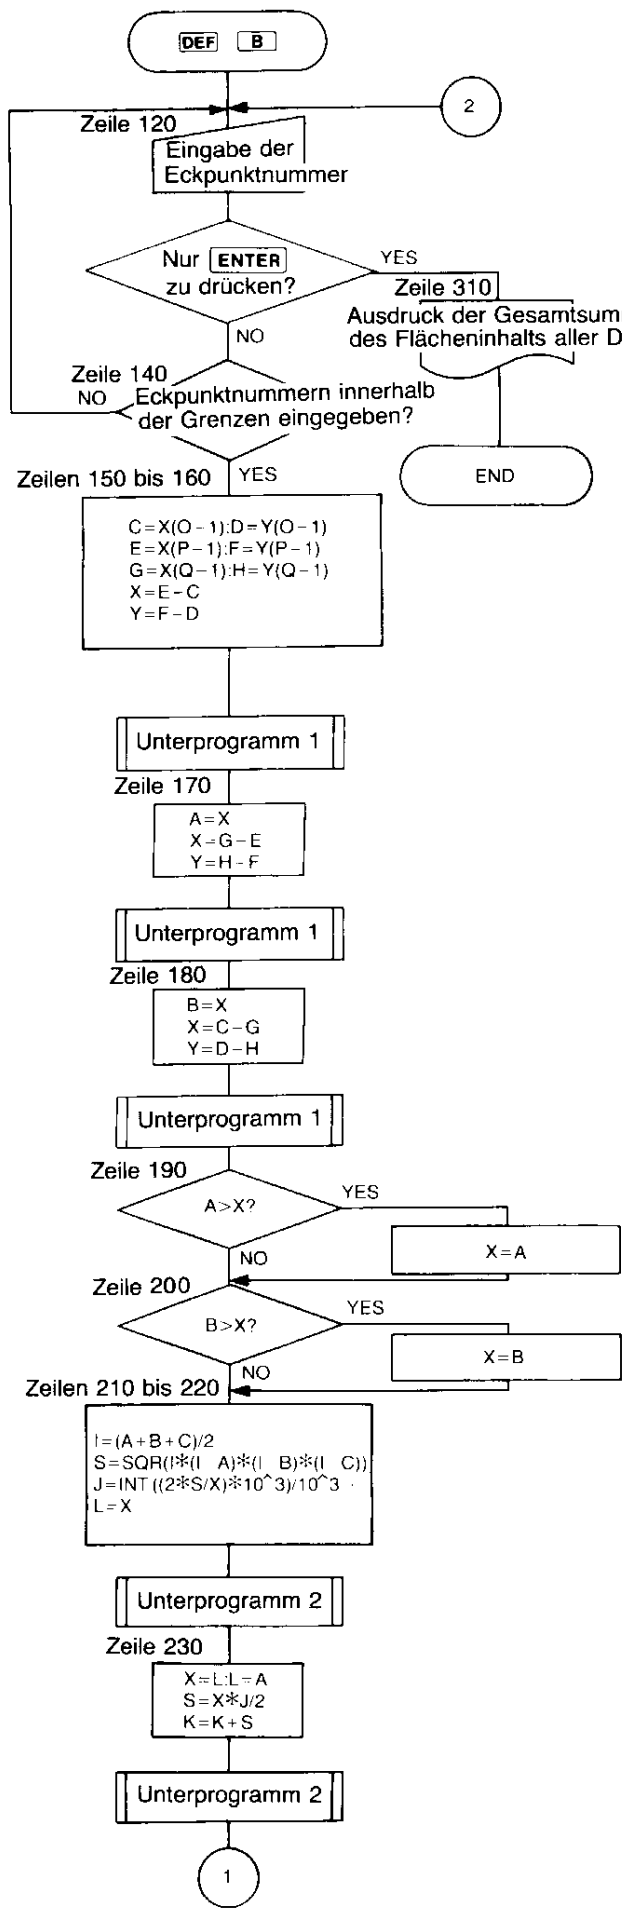 DEF B
2
Zeile 120
Eingabe der
Eckpunktnummer
Nur ENTER
zu drücken?
YES
Zeile 310
Ausdruck der Gesamtsum
des Flächeninhalts aller D
NO
END
Zeile 140
NO
Eckpunktnummern innerhalb
der Grenzen eingegeben?
YES
Zeilen 150 bis 160
C=X(O-1):D=Y(O-1)
E=X(P-1):F=Y(P-1)
G=X(Q-1):H=Y(Q-1)
X=E-C
Y=F-D
Unterprogramm 1
Zeile 170
A=X
X=G-E
Y=H-F
Unterprogramm 1
Zeile 180
B=X
X=C-G
Y=D-H
Unterprogramm 1
Zeile 190
A>X?
YES
X=A
NO
Zeile 200
B>X?
YES
X=B
NO
Zeilen 210 bis 220
I=(A+B+C)/2
S=SQR(I*(I A)*(I B)*(I C))
J=INT((2*S/X)*10^3)/10^3
L=X
Unterprogramm 2
Zeile 230
X=L:L=A
S=X*J/2
K=K+S
Unterprogramm 2
1